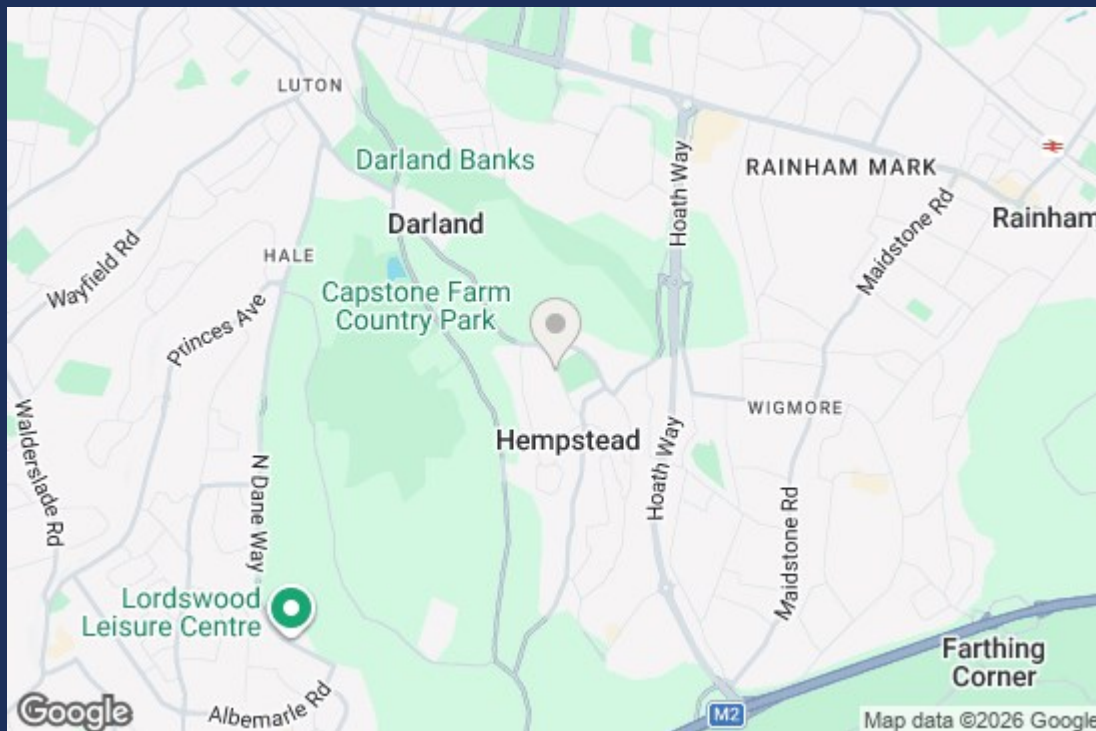 LUTON
Darland Banks
RAINHAM MARK
Hoath Way
Darland
Rainham
Maidstone Rd
HALE
Wayfield Rd
Capstone Farm
Country Park
Princes Ave
WIGMORE
Hempstead
Walderslade Rd
N Dane Way
Hoath Way
Maidstone Rd
Lordswood
Leisure Centre
Farthing
Corner
Albemarle Rd
M2
Google
Map data ©2026 Google